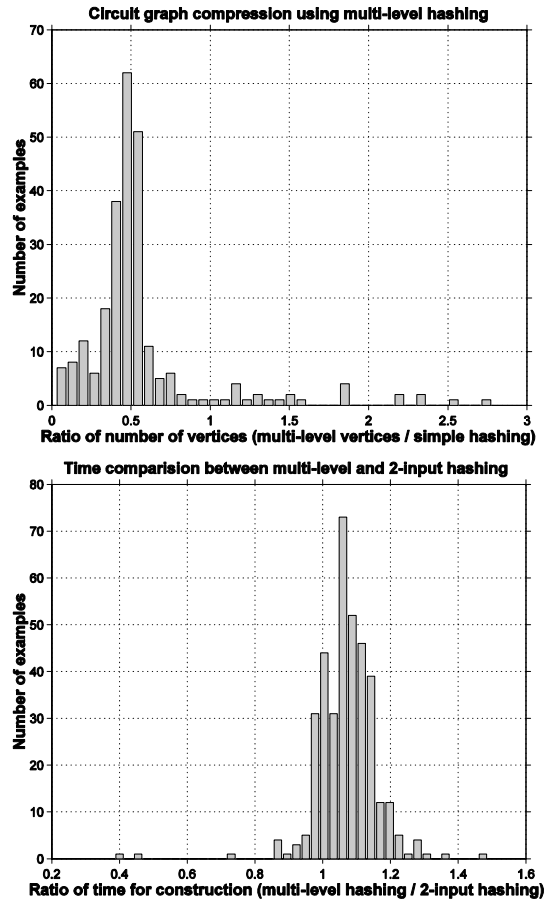 Circuit graph compression using multi-level hashing
70
60
50
40
30
20
10
0
Number of examples
0 0.5 1 1.5 2 2.5 3
Ratio of number of vertices (multi-level vertices / simple hashing)
Time comparision between multi-level and 2-input hashing
80
70
60
50
40
30
20
10
0
Number of examples
0.2 0.4 0.6 0.8 1 1.2 1.4 1.6
Ratio of time for construction (multi-level hashing / 2-input hashing)